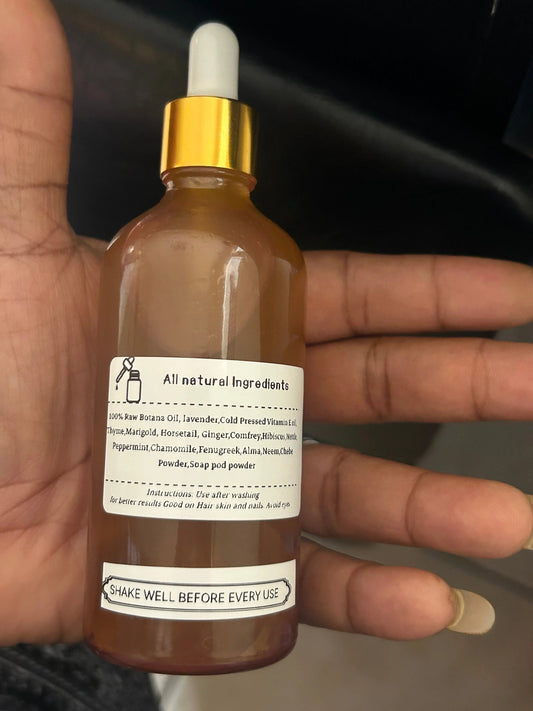 All natural Ingredients
100% Raw Botana Oil, lavender,Cold Pressed Vitamin E oil,
Thyme,Marigold, Horsetail, Ginger,Comfrey,Hibiscus,Nettle,
Peppermint,Chamomile,Fenugreek,Alma,Neem,Chebe
Powder,Soap pod powder
Instructions: Use after washing
for better results Good on Hair skin and nails. Avoid eyes
SHAKE WELL BEFORE EVERY USE